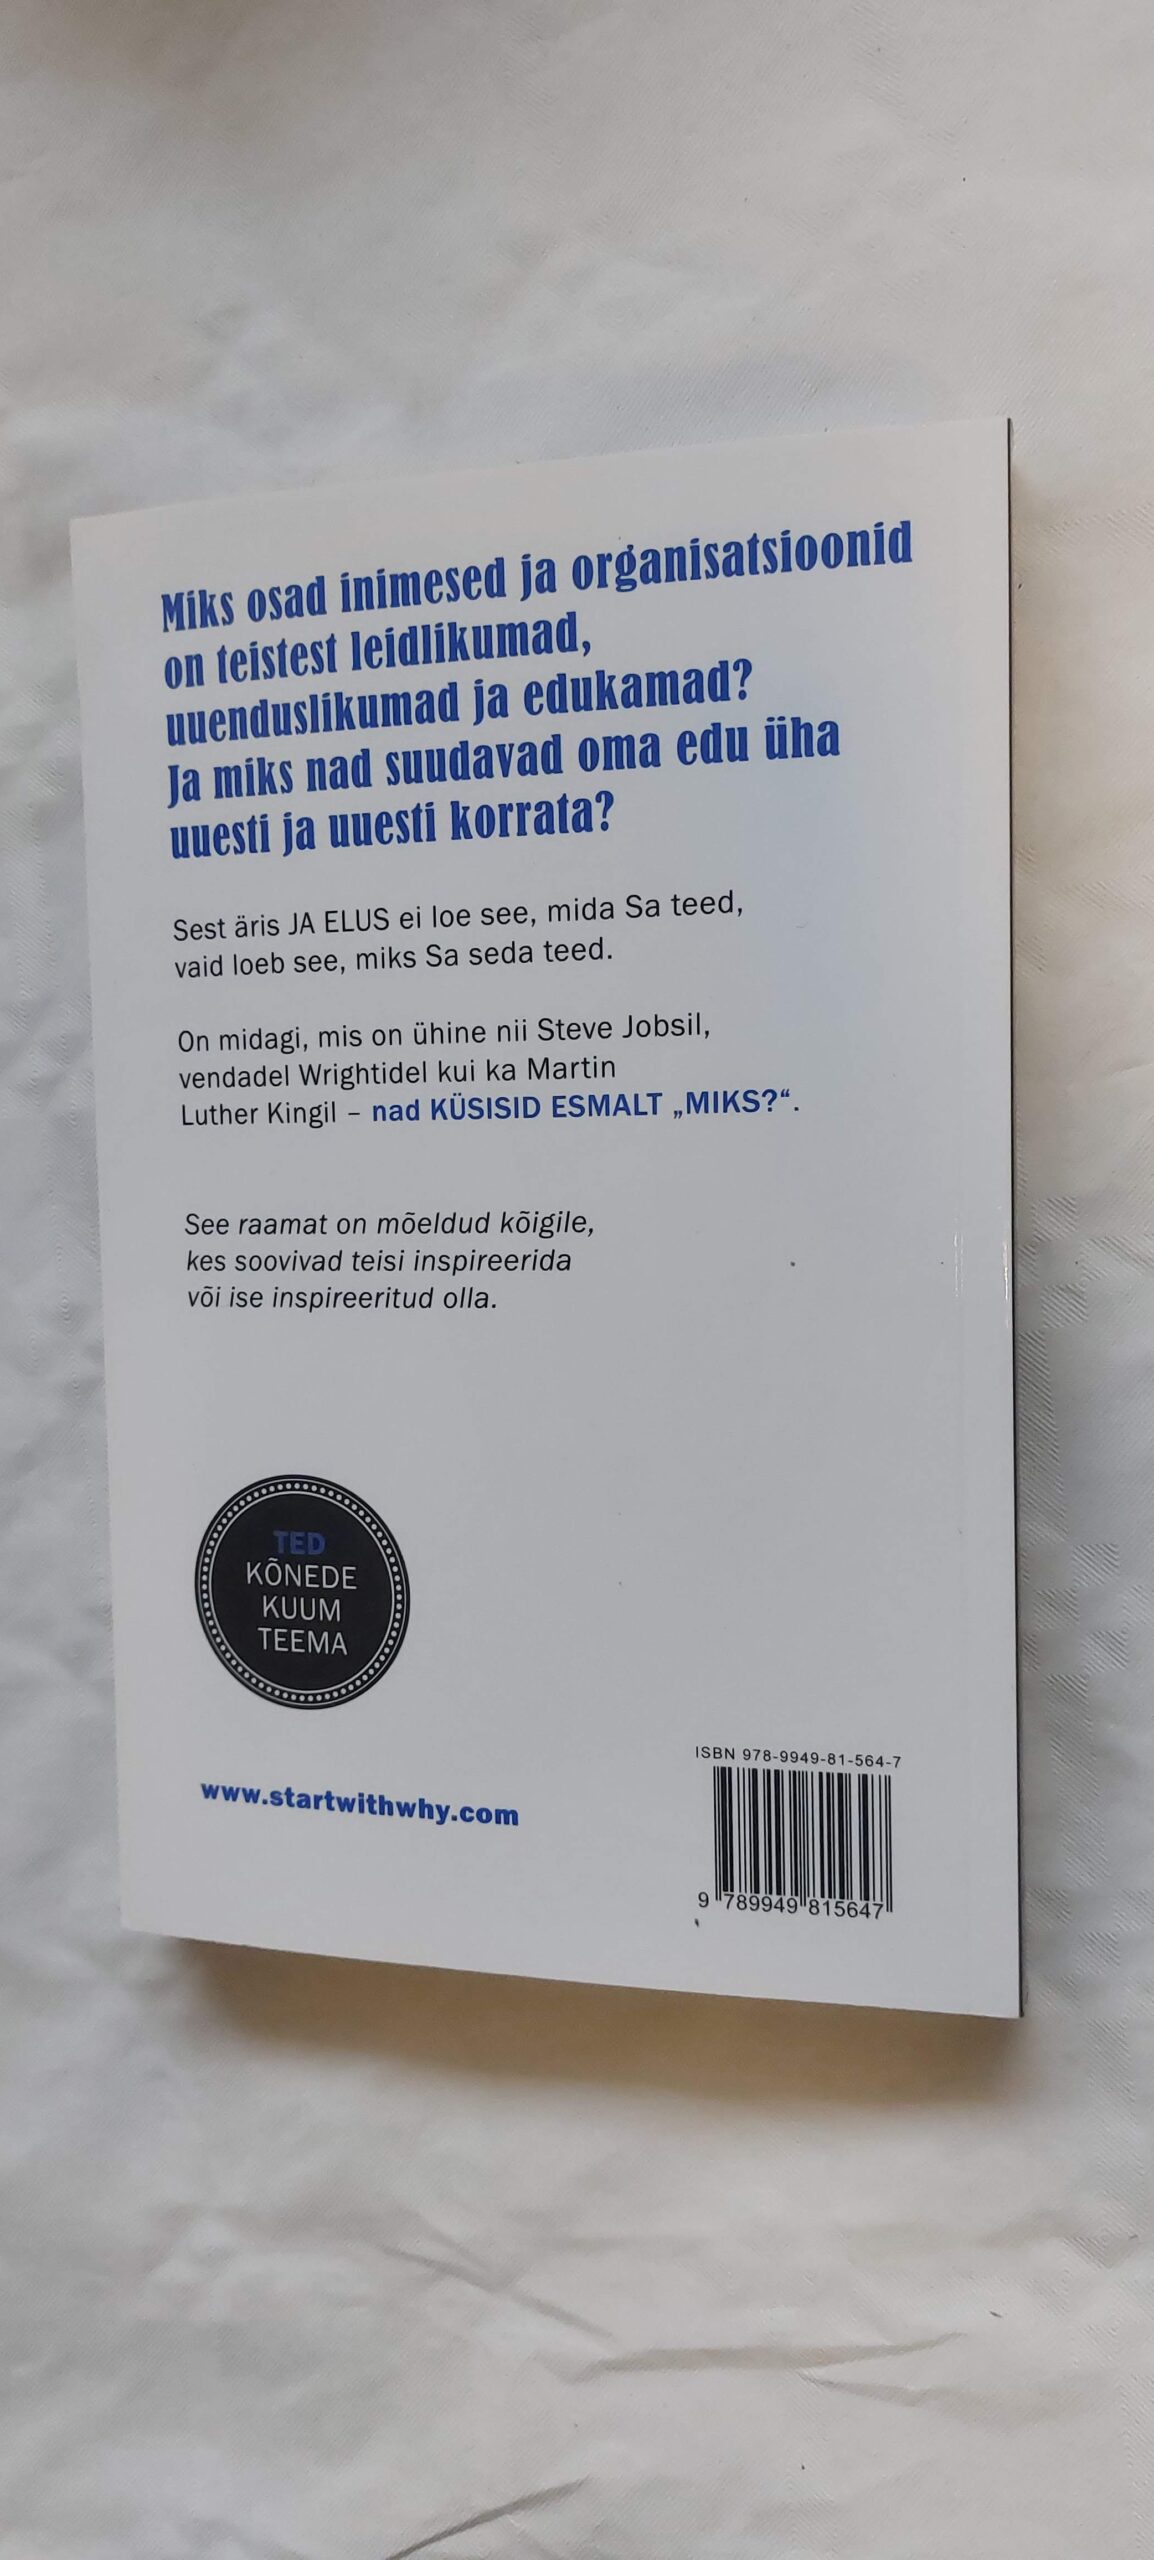 Miks osad inimesed ja organisatsioonid
on teistest leidlikumad,
uuenduslikumad ja edukamad?
Ja miks nad suudavad oma edu üha
uuesti ja uuesti korrata?
Sest äris JA ELUS ei loe see, mida Sa teed,
vaid loeb see, miks Sa seda teed.
On midagi, mis on ühine nii Steve Jobsil,
vendadel Wrightidel kui ka Martin
Luther Kingil – nad KÜSISID ESMALT „MIKS?“.
See raamat on mõeldud kõigile,
kes soovivad teisi inspireerida
või ise inspireeritud olla.
TED
KÕNEDE
KUUM
TEEMA
www.startwithwhy.com
ISBN 978-9949-81-564-7
9 789949 815647